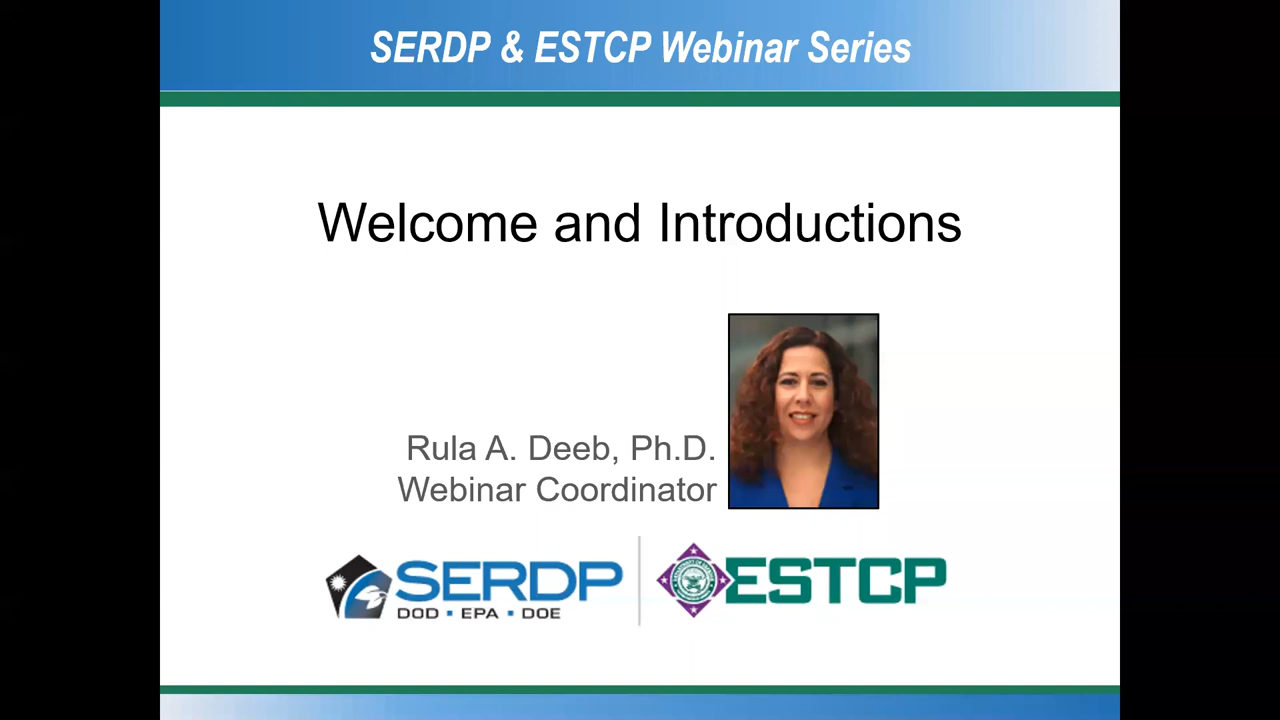 SERDP & ESTCP Webinar Series
Welcome and Introductions
Rula A. Deeb, Ph.D.
Webinar Coordinator
SERDP
DOD • EPA • DOE
ESTCP